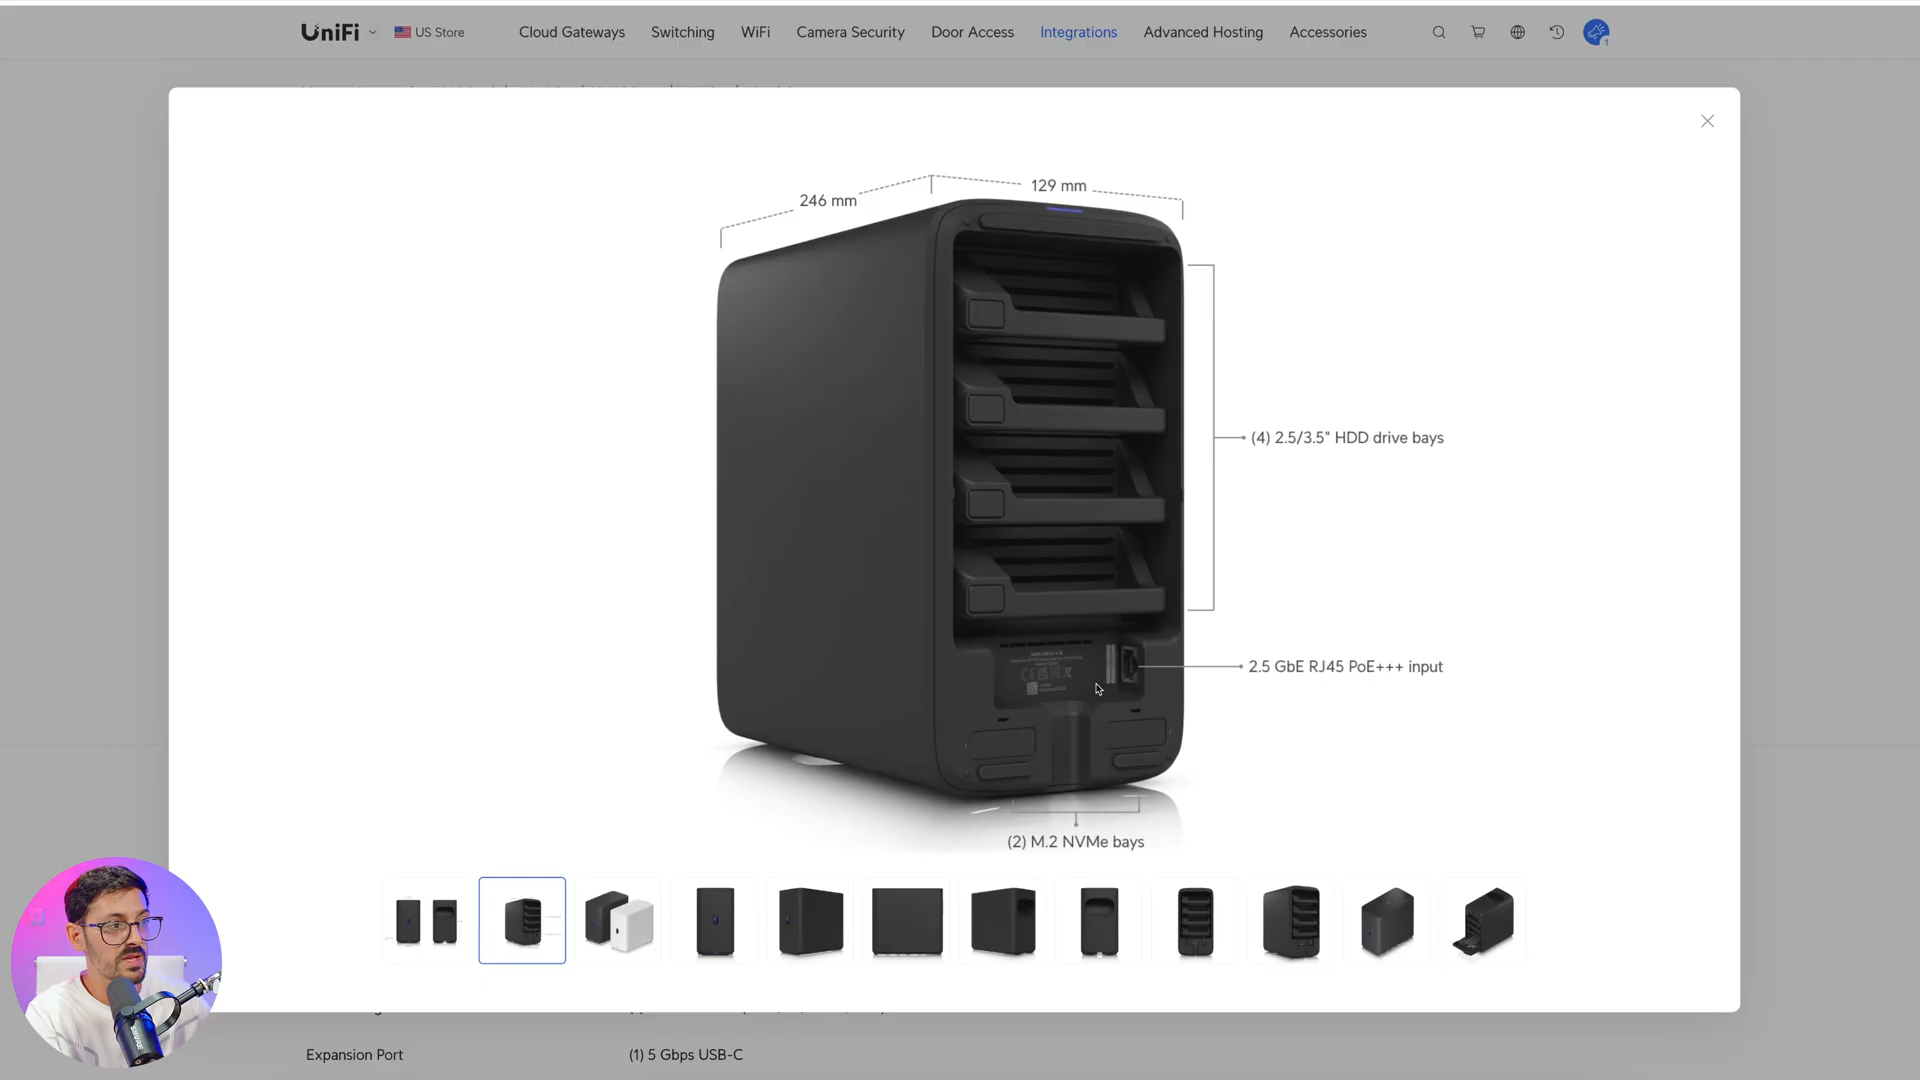 UniFi
US Store
Cloud Gateways
Switching
WiFi
Camera Security
Door Access
Integrations
Advanced Hosting
Accessories
1
246 mm
129 mm
(4) 2.5/3.5" HDD drive bays
2.5 GbE RJ45 PoE+++ input
(2) M.2 NVMe bays
SHURE
Expansion Port
(1) 5 Gbps USB-C